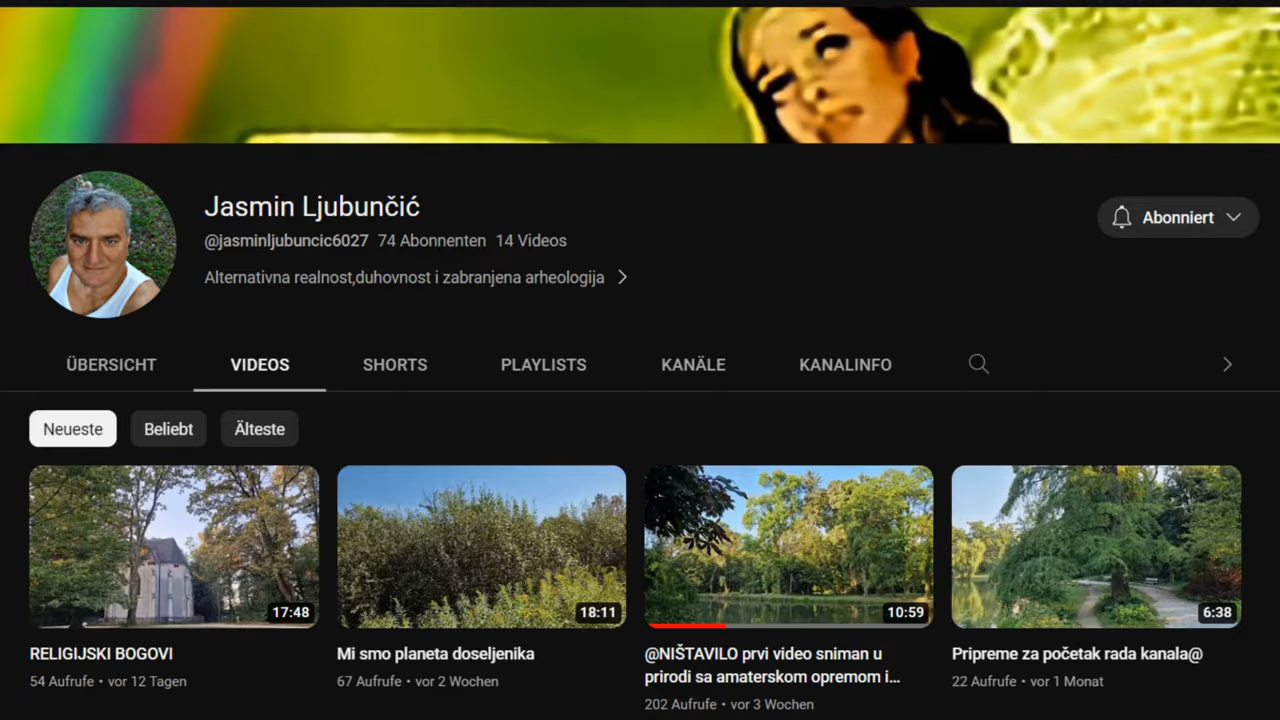 Jasmin Ljubunčić
@jasminljubuncic6027 74 Abonnenten 14 Videos
Abonniert
Alternativna realnost,duhovnost i zabranjena arheologija
ÜBERSICHT VIDEOS SHORTS PLAYLISTS KANÄLE KANALINFO
Neueste Beliebt Älteste
17:48 18:11 10:59 6:38
RELIGIJSKI BOGOVI
54 Aufrufe • vor 12 Tagen
Mi smo planeta doseljenika
67 Aufrufe • vor 2 Wochen
@NIŠTAVILO prvi video sniman u
prirodi sa amaterskom opremom i...
202 Aufrufe • vor 3 Wochen
Pripreme za početak rada kanala@
22 Aufrufe • vor 1 Monat